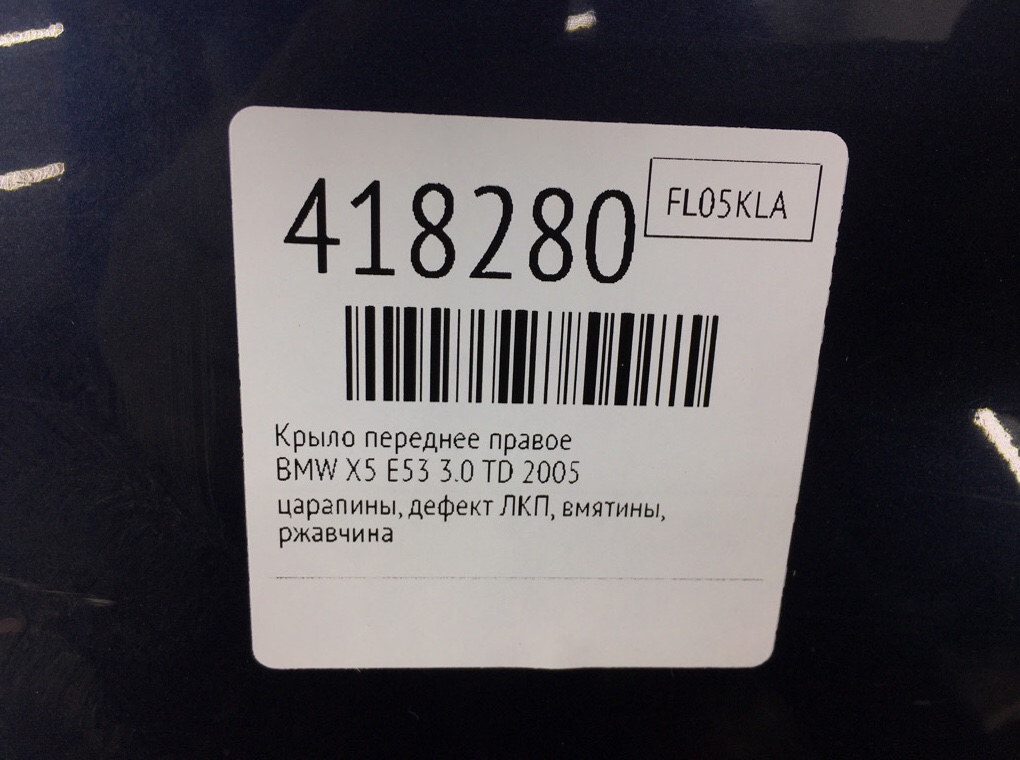 418280
FL05KLA
Крыло переднее правое
BMW X5 E53 3.0 TD 2005
царапины, дефект ЛКП, вмятины,
ржавчина